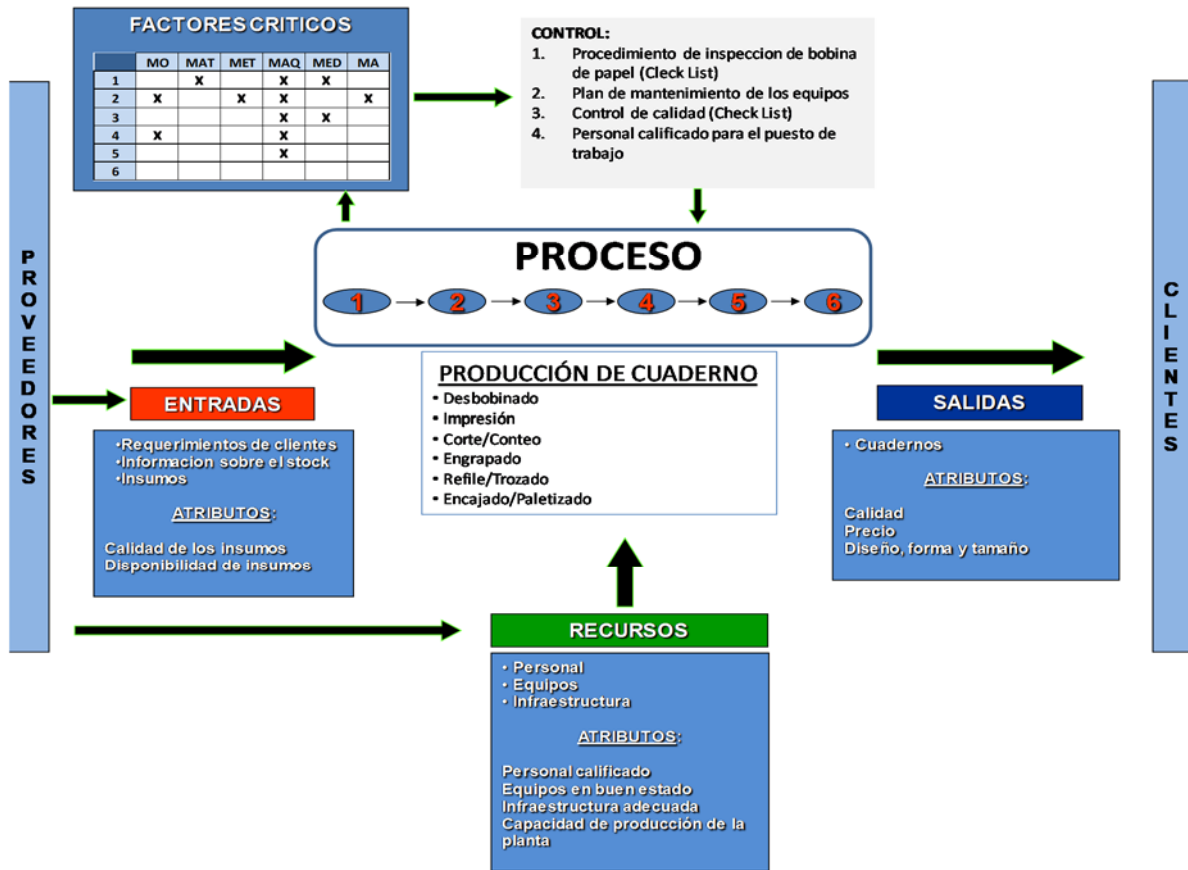 FACTORES CRITICOS
MO MAT MET MAQ MED MA
1 X X X
2 X X X X
3 X X
4 X X
5 X
6
CONTROL:
1. Procedimiento de inspeccion de bobina
de papel (Cleck List)
2. Plan de mantenimiento de los equipos
3. Control de calidad (Check List)
4. Personal calificado para el puesto de
trabajo
PROVEEDORES
PROCESO
1 2 3 4 5 6
CLIENTES
ENTRADAS
•Requerimientos de clientes
•Informacion sobre el stock
•Insumos
ATRIBUTOS:
Calidad de los insumos
Disponibilidad de insumos
PRODUCCIÓN DE CUADERNO
• Desbobinado
• Impresión
• Corte/Conteo
• Engrapado
• Refile/Trozado
• Encajado/Paletizado
SALIDAS
• Cuadernos
ATRIBUTOS:
Calidad
Precio
Diseño, forma y tamaño
RECURSOS
• Personal
• Equipos
• Infraestructura
ATRIBUTOS:
Personal calificado
Equipos en buen estado
Infraestructura adecuada
Capacidad de producción de la
planta